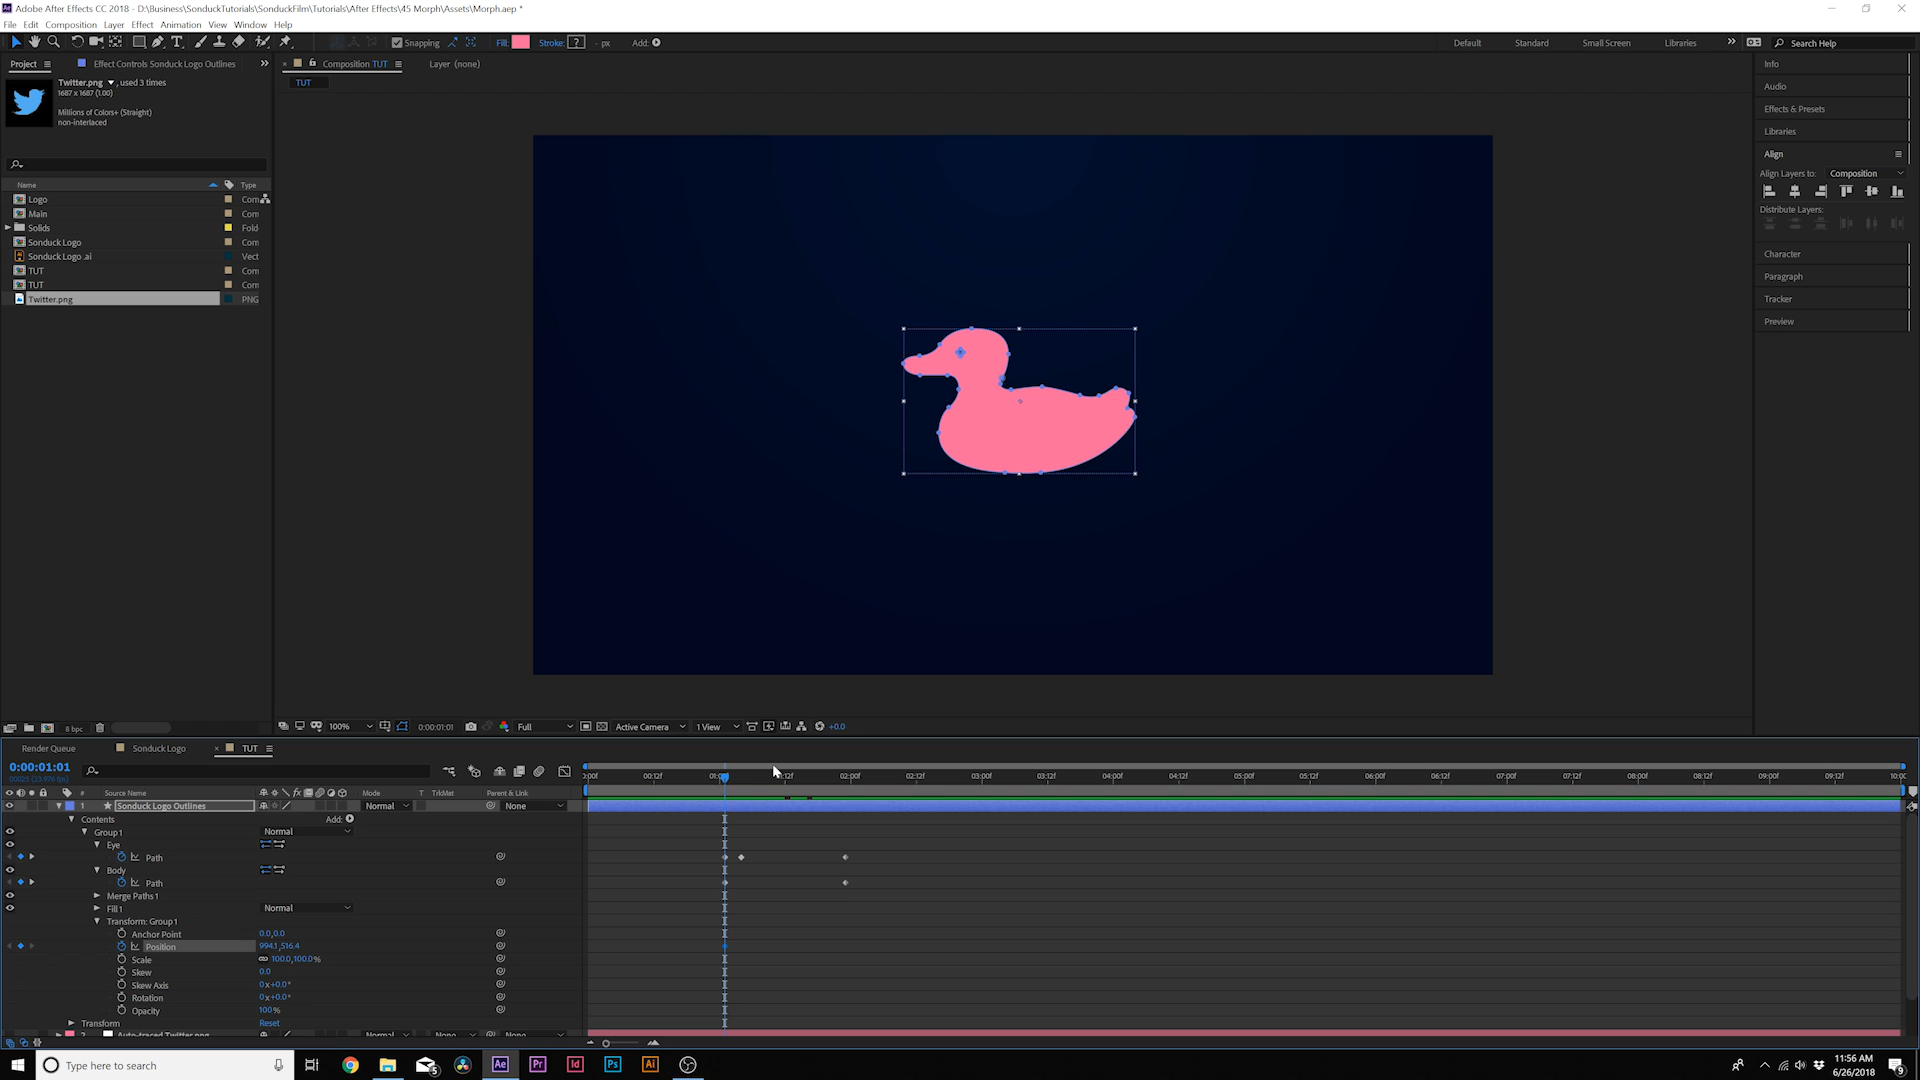 Adobe After Effects CC 2018 - D:\Business\SonduckTutorials\SonduckFilm\Tutorials\After Effects\45 Morph\Assets\Morph.aep *
File Edit Composition Layer Effect Animation View Window Help
Snapping Fill: Stroke: ? - px Add:
Default Standard Small Screen Libraries Search Help
Project Effect Controls Sonduck Logo Outlines
Composition TUT Layer (none)
TUT
Twitter.png , used 3 times
1687 x 1687 (1.00)
Millions of Colors+ (Straight)
non-interlaced
Name Type
Logo Com
Main Com
Solids Fold
Sonduck Logo Com
Sonduck Logo .ai Vect
TUT Com
TUT Com
Twitter.png PNG
8 bpc
Info
Audio
Effects & Presets
Libraries
Align
Align Layers to: Composition
Distribute Layers:
Character
Paragraph
Tracker
Preview
100% 0:00:01:01 Full Active Camera 1 View +0.0
Render Queue Sonduck Logo TUT
0:00:01:01
00025 (23.976 fps)
00:12f 02:00f 02:12f 03:00f 03:12f 04:00f 04:12f 05:00f 05:12f 06:00f 06:12f 07:00f 07:12f 08:00f 08:12f 09:00f 09:12f
# Source Name Mode T TrkMat Parent & Link
1 Sonduck Logo Outlines Normal None
Contents Add:
Group 1 Normal
Eye
Path
Body
Path
Merge Paths 1
Fill 1 Normal
Transform: Group 1
Anchor Point 0.0,0.0
Position 994.1,516.4
Scale 100.0,100.0%
Skew 0.0
Skew Axis 0x+0.0°
Rotation 0x+0.0°
Opacity 100%
Transform Reset
2 Auto-traced Twitter.png Normal None None
Type here to search
Ae Pr Id Ps Ai
5
11:56 AM
6/26/2018
9